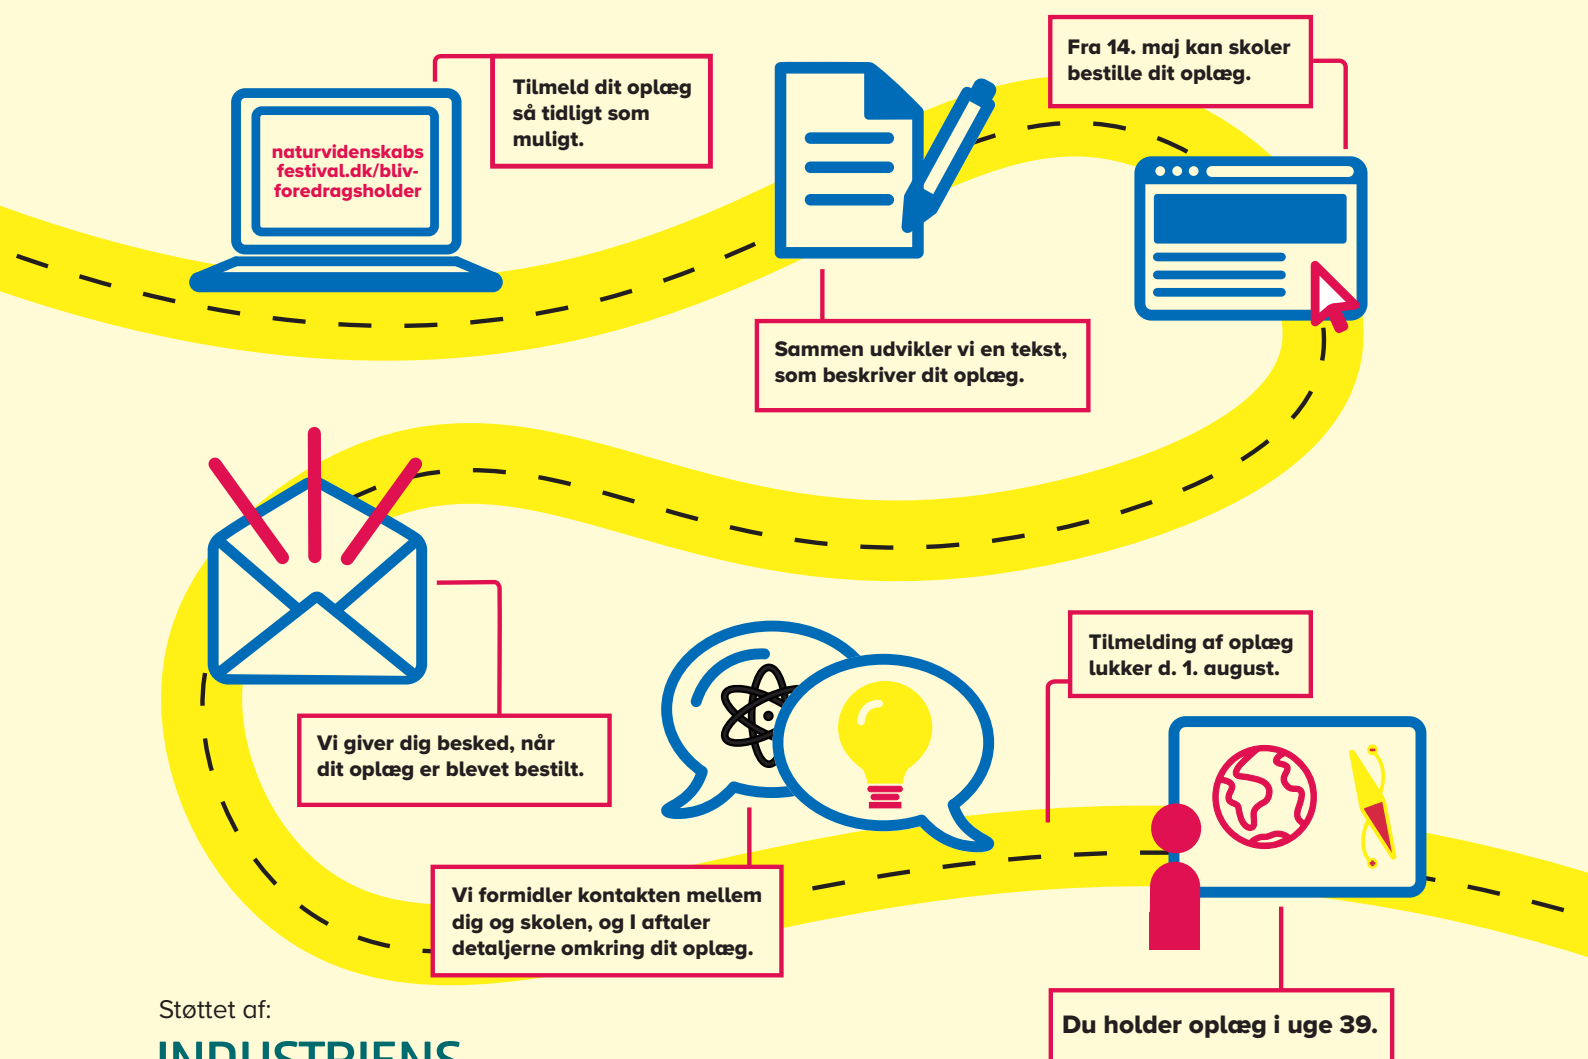 Tilmeld dit oplæg
så tidligt som
muligt.
naturvidenskabs
festival.dk/bliv-
foredragsholder
Sammen udvikler vi en tekst,
som beskriver dit oplæg.
Fra 14. maj kan skoler
bestille dit oplæg.
Vi giver dig besked, når
dit oplæg er blevet bestilt.
Vi formidler kontakten mellem
dig og skolen, og I aftaler
detaljerne omkring dit oplæg.
Tilmelding af oplæg
lukker d. 1. august.
Du holder oplæg i uge 39.
Støttet af:
INDUSTRIENS